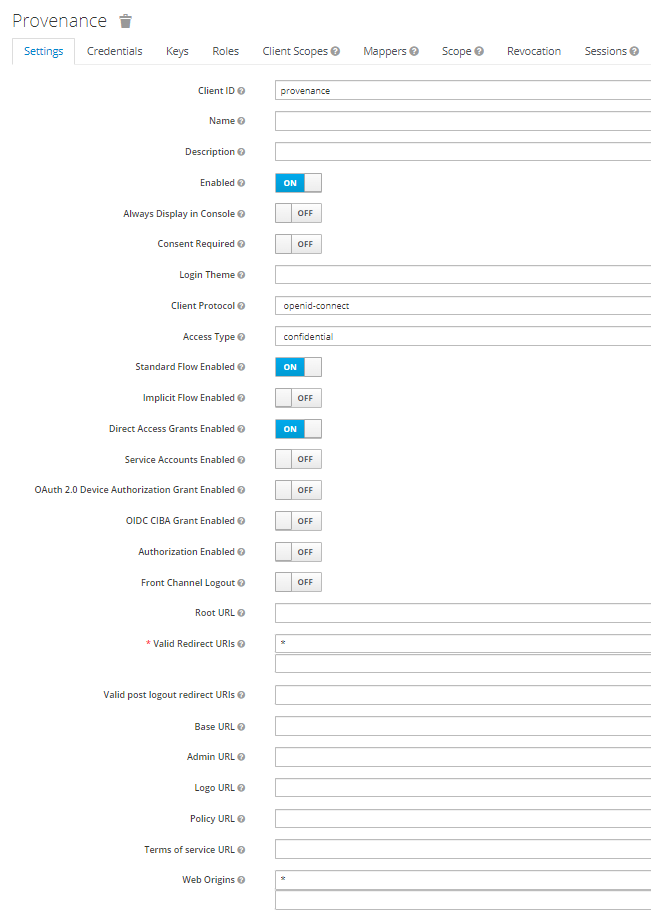 Provenance
Settings Credentials Keys Roles Client Scopes Mappers Scope Revocation Sessions
Client ID provenance
Name
Description
Enabled ON
Always Display in Console OFF
Consent Required OFF
Login Theme
Client Protocol openid-connect
Access Type confidential
Standard Flow Enabled ON
Implicit Flow Enabled OFF
Direct Access Grants Enabled ON
Service Accounts Enabled OFF
OAuth 2.0 Device Authorization Grant Enabled OFF
OIDC CIBA Grant Enabled OFF
Authorization Enabled OFF
Front Channel Logout OFF
Root URL
* Valid Redirect URIs *
Valid post logout redirect URIs
Base URL
Admin URL
Logo URL
Policy URL
Terms of service URL
Web Origins *